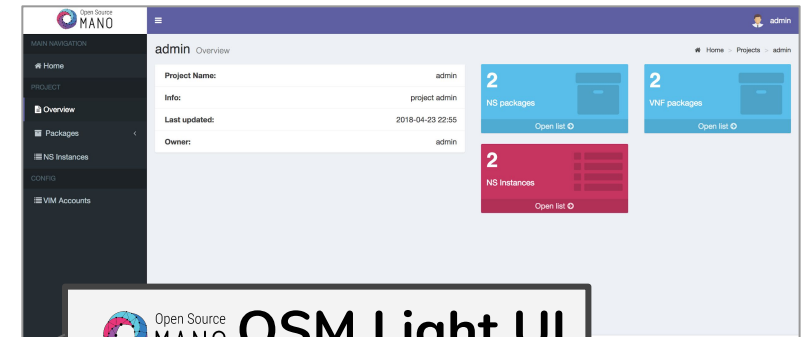 Open Source
MANO
admin
MAIN NAVIGATION
Home
PROJECT
Overview
Packages
NS Instances
CONFIG
VIM Accounts
admin Overview
Home > Projects > admin
Project Name: admin
Info: project admin
Last updated: 2018-04-23 22:55
Owner: admin
2
NS packages
Open list
2
VNF packages
Open list
2
NS Instances
Open list
Open Source
MANO
OSM Light UI